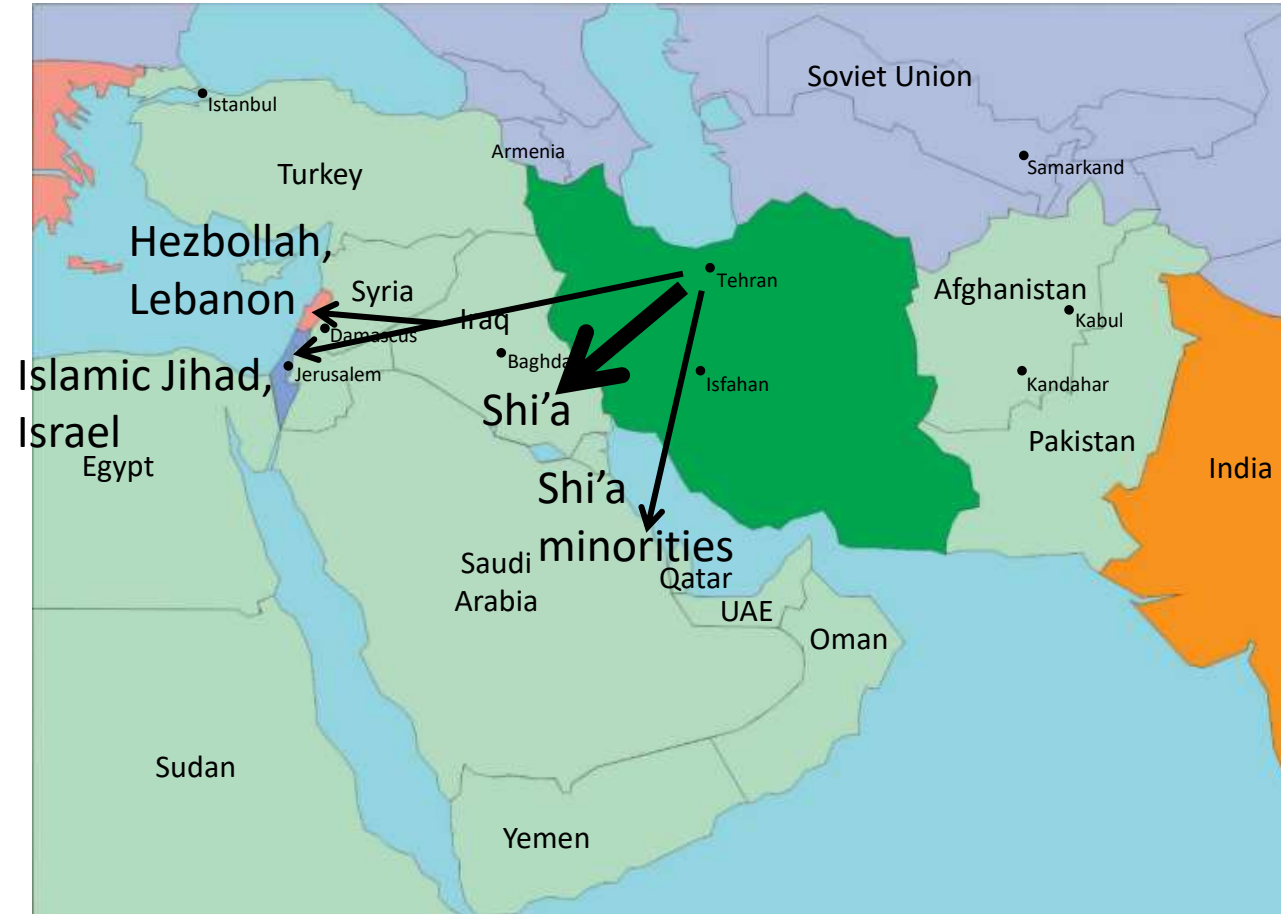 Soviet Union
Istanbul
Armenia
Samarkand
Turkey
Hezbollah,
Lebanon
Syria
Tehran
Afghanistan
Iraq
Kabul
Damascus
Baghda
Jerusalem
Isfahan
Kandahar
Islamic Jihad,
Israel
Shi’a
Pakistan
Egypt
India
Shi’a
minorities
Saudi
Arabia
Qatar
UAE
Oman
Sudan
Yemen